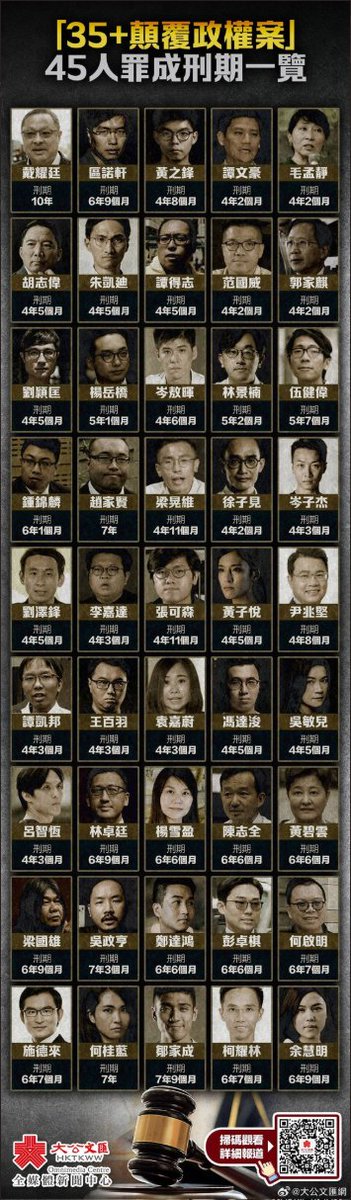 「35+顛覆政權案」
45人罪成刑期一覽
戴耀廷 區諾軒 黃之鋒 譚文豪 毛孟靜
刑期 刑期 刑期 刑期 刑期
10年 6年9個月 4年8個月 4年2個月 4年2個月
胡志偉 朱凱廸 譚得志 范國威 郭家麒
刑期 刑期 刑期 刑期 刑期
4年5個月 4年5個月 4年5個月 4年2個月 4年2個月
劉頴匡 楊岳橋 岑敖暉 林景楠 伍健偉
刑期 刑期 刑期 刑期 刑期
4年5個月 5年1個月 4年6個月 5年2個月 5年7個月
鍾錦麟 趙家賢 梁晃維 徐子見 岑子杰
刑期 刑期 刑期 刑期 刑期
6年1個月 7年 4年11個月 4年2個月 4年3個月
劉澤鋒 李嘉達 張可森 黃子悅 尹兆堅
刑期 刑期 刑期 刑期 刑期
4年5個月 4年3個月 4年11個月 4年5個月 4年8個月
譚凱邦 王百羽 袁嘉蔚 馮達浚 吳敏兒
刑期 刑期 刑期 刑期 刑期
4年3個月 4年3個月 4年3個月 4年5個月 4年5個月
呂智恆 林卓廷 楊雪盈 陳志全 黃碧雲
刑期 刑期 刑期 刑期 刑期
4年3個月 6年9個月 6年6個月 6年6個月 6年6個月
梁國雄 吳政亨 鄭達鴻 彭卓棋 何啟明
刑期 刑期 刑期 刑期 刑期
6年9個月 7年3個月 6年6個月 6年6個月 6年7個月
施德來 何桂藍 鄒家成 柯耀林 余慧明
刑期 刑期 刑期 刑期 刑期
6年7個月 7年 7年9個月 6年7個月 6年9個月
大公文匯
HKTKWW
Omnimedia Centre
全媒體新聞中心
掃碼觀看
詳細報道
@大公文匯網